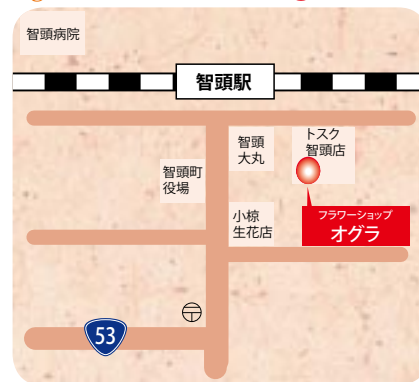 智頭病院
智頭駅
トスク
智頭店
智頭
大丸
智頭町
役場
小椋
生花店
フラワーショップ
オグラ
〒
53